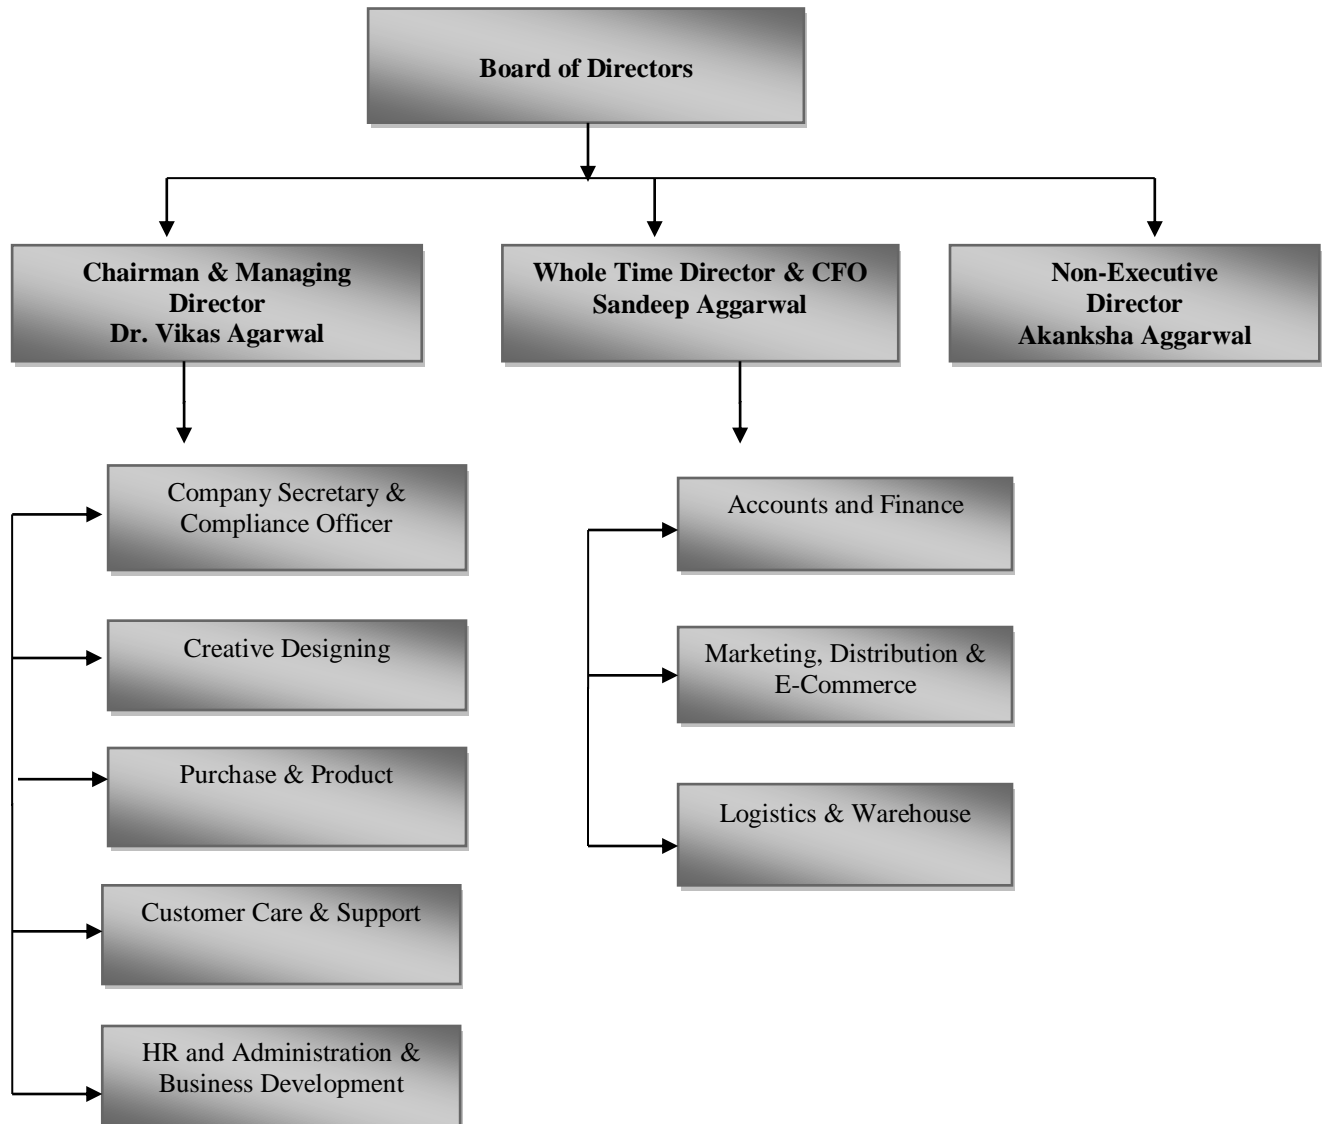 Board of Directors
Chairman & Managing
Director
Dr. Vikas Agarwal
Whole Time Director & CFO
Sandeep Aggarwal
Non-Executive
Director
Akanksha Aggarwal
Company Secretary &
Compliance Officer
Creative Designing
Purchase & Product
Customer Care & Support
HR and Administration &
Business Development
Accounts and Finance
Marketing, Distribution &
E-Commerce
Logistics & Warehouse